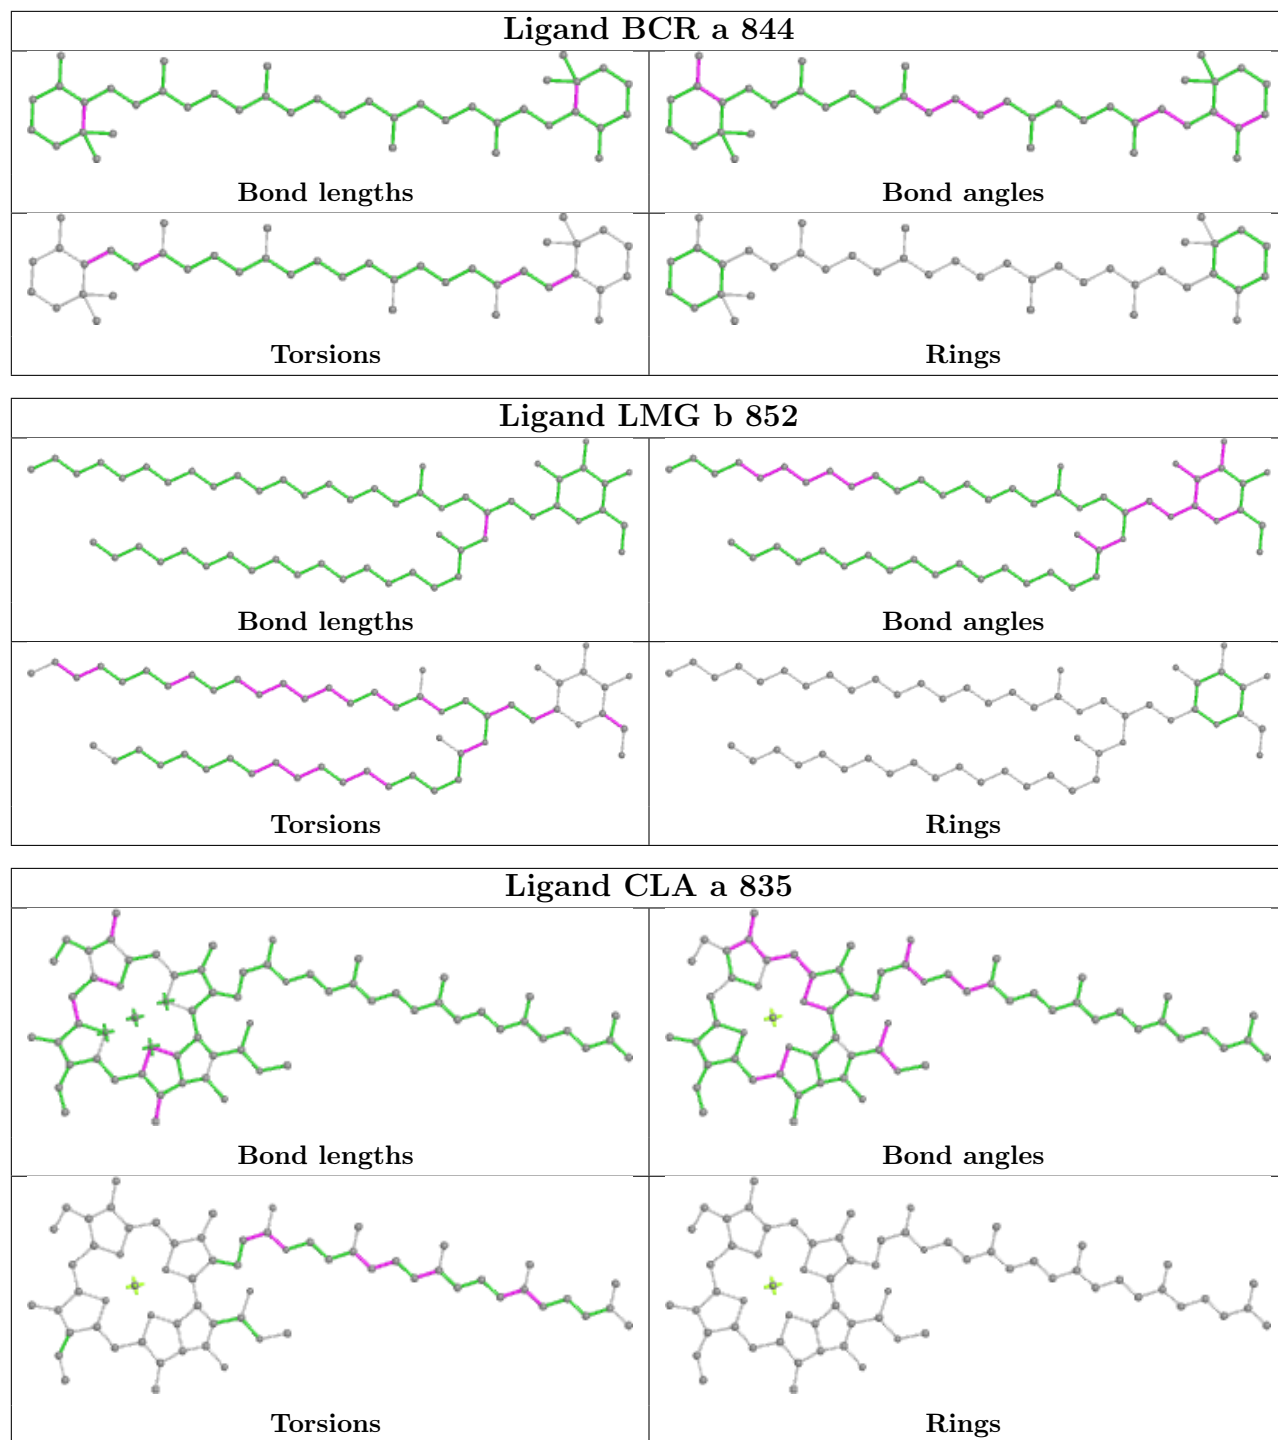 Ligand BCR a 844
Bond lengths
Bond angles
Torsions
Rings
Ligand LMG b 852
Bond lengths
Bond angles
Torsions
Rings
Ligand CLA a 835
Bond lengths
Bond angles
Torsions
Rings